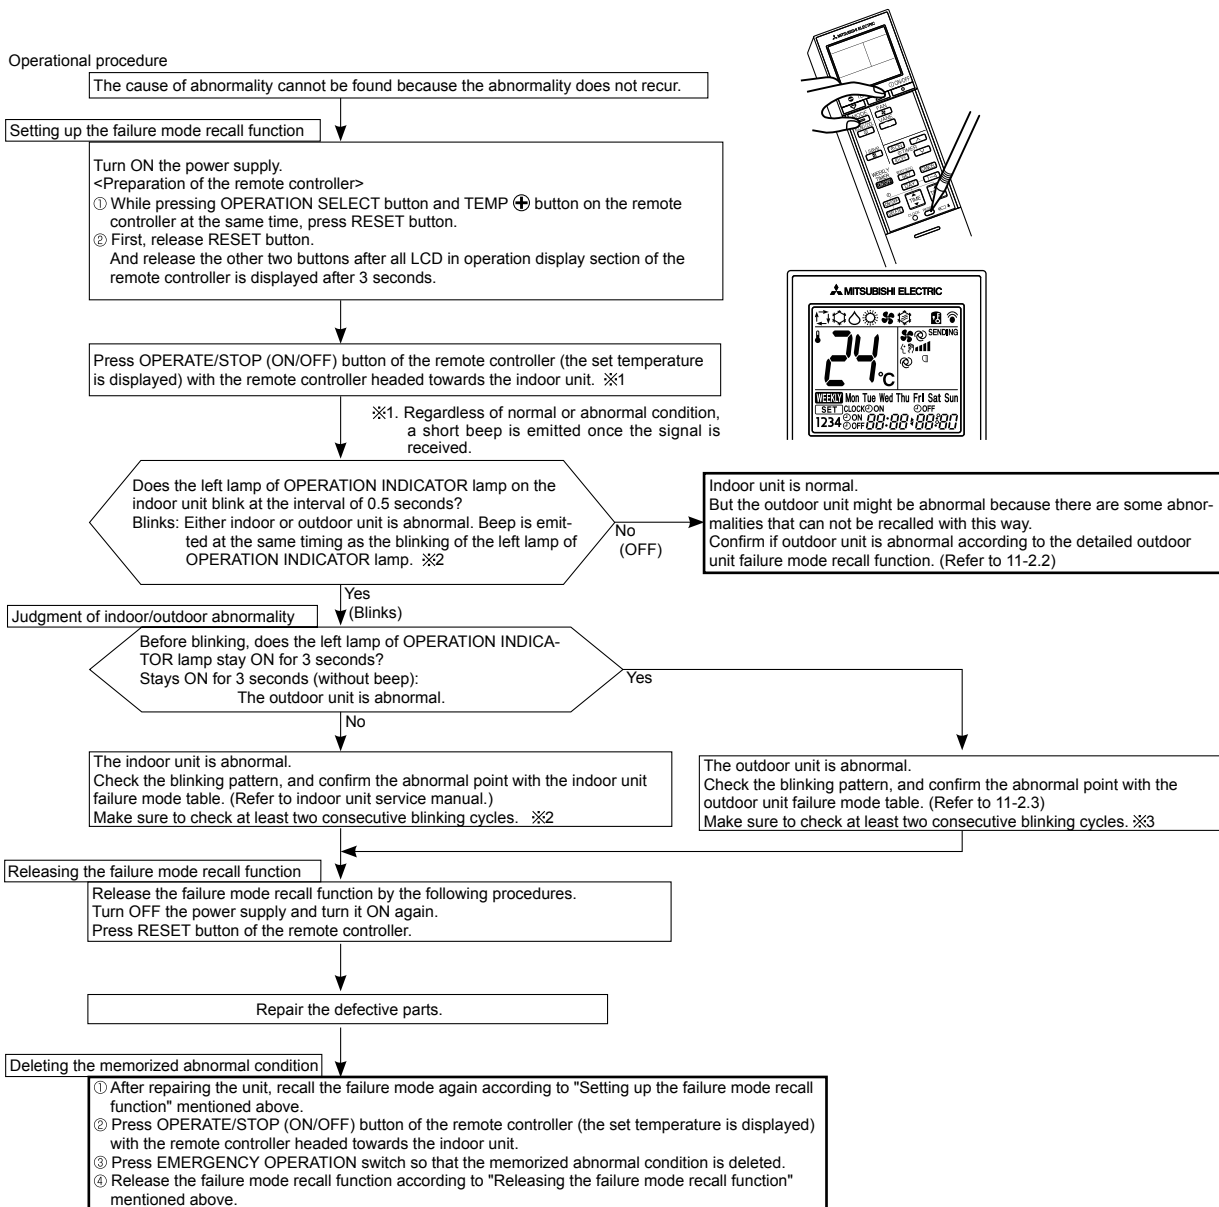 Operational procedure
The cause of abnormality cannot be found because the abnormality does not recur.
Setting up the failure mode recall function
Turn ON the power supply.
<Preparation of the remote controller>
① While pressing OPERATION SELECT button and TEMP ⊕ button on the remote
controller at the same time, press RESET button.
② First, release RESET button.
And release the other two buttons after all LCD in operation display section of the
remote controller is displayed after 3 seconds.
MITSUBISHI ELECTRIC
SENDING
24°C
WEEKLY Mon Tue Wed Thu Fri Sat Sun
SET CLOCK ON OFF
1234 ON OFF 88:88 88:88
Press OPERATE/STOP (ON/OFF) button of the remote controller (the set temperature
is displayed) with the remote controller headed towards the indoor unit. ※1
※1. Regardless of normal or abnormal condition,
a short beep is emitted once the signal is
received.
Does the left lamp of OPERATION INDICATOR lamp on the
indoor unit blink at the interval of 0.5 seconds?
Blinks: Either indoor or outdoor unit is abnormal. Beep is emit-
ted at the same timing as the blinking of the left lamp of
OPERATION INDICATOR lamp. ※2
No
(OFF)
Indoor unit is normal.
But the outdoor unit might be abnormal because there are some abnor-
malities that can not be recalled with this way.
Confirm if outdoor unit is abnormal according to the detailed outdoor
unit failure mode recall function. (Refer to 11-2.2)
Yes
(Blinks)
Judgment of indoor/outdoor abnormality
Before blinking, does the left lamp of OPERATION INDICA-
TOR lamp stay ON for 3 seconds?
Stays ON for 3 seconds (without beep):
The outdoor unit is abnormal.
Yes
No
The indoor unit is abnormal.
Check the blinking pattern, and confirm the abnormal point with the indoor unit
failure mode table. (Refer to indoor unit service manual.)
Make sure to check at least two consecutive blinking cycles. ※2
The outdoor unit is abnormal.
Check the blinking pattern, and confirm the abnormal point with the
outdoor unit failure mode table. (Refer to 11-2.3)
Make sure to check at least two consecutive blinking cycles. ※3
Releasing the failure mode recall function
Release the failure mode recall function by the following procedures.
Turn OFF the power supply and turn it ON again.
Press RESET button of the remote controller.
Repair the defective parts.
Deleting the memorized abnormal condition
① After repairing the unit, recall the failure mode again according to "Setting up the failure mode recall
function" mentioned above.
② Press OPERATE/STOP (ON/OFF) button of the remote controller (the set temperature is displayed)
with the remote controller headed towards the indoor unit.
③ Press EMERGENCY OPERATION switch so that the memorized abnormal condition is deleted.
④ Release the failure mode recall function according to "Releasing the failure mode recall function"
mentioned above.